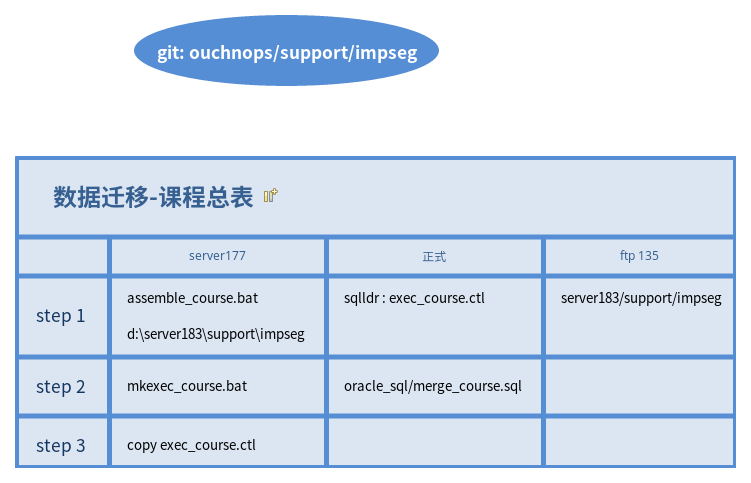 git: ouchnops/support/impseg
数据迁移-课程总表
server177
正式
ftp 135
step 1
assemble_course.bat
d:\server183\support\impseg
sqlldr : exec_course.ctl
server183/support/impseg
step 2
mkexec_course.bat
oracle_sql/merge_course.sql
step 3
copy exec_course.ctl